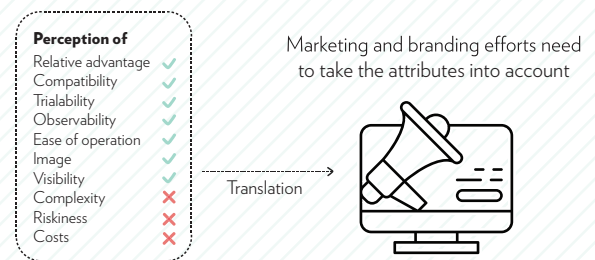 Perception of
Relative advantage
Compatibility
Trialability
Observability
Ease of operation
Image
Visibility
Complexity
Riskiness
Costs
Translation
Marketing and branding efforts need
to take the attributes into account